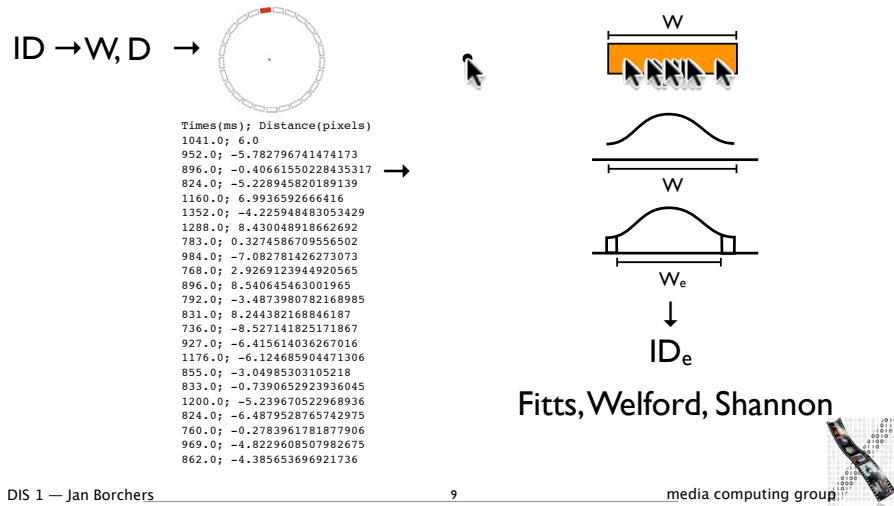 ID → W, D →
Times(ms); Distance(pixels)
1041.0; 6.0
952.0; -5.782796741474173
896.0; -0.40661550228435317 →
824.0; -5.228945820189139
1160.0; 6.9936592666416
1352.0; -4.225948483053429
1288.0; 8.430048918662692
783.0; 0.3274586709556502
984.0; -7.082781426273073
768.0; 2.9269123944920565
896.0; 8.540645463001965
792.0; -3.4873980782168985
831.0; 8.244382168846187
736.0; -8.527141825171867
927.0; -6.415614036267016
1176.0; -6.124685904471306
855.0; -3.04985303105218
833.0; -0.7390652923936045
1200.0; -5.239670522968936
824.0; -6.4879528765742975
760.0; -0.2783961781877906
969.0; -4.8229608507982675
862.0; -4.385653696921736
W
W
We
↓
IDe
Fitts, Welford, Shannon
DIS 1 — Jan Borchers
9
media computing group